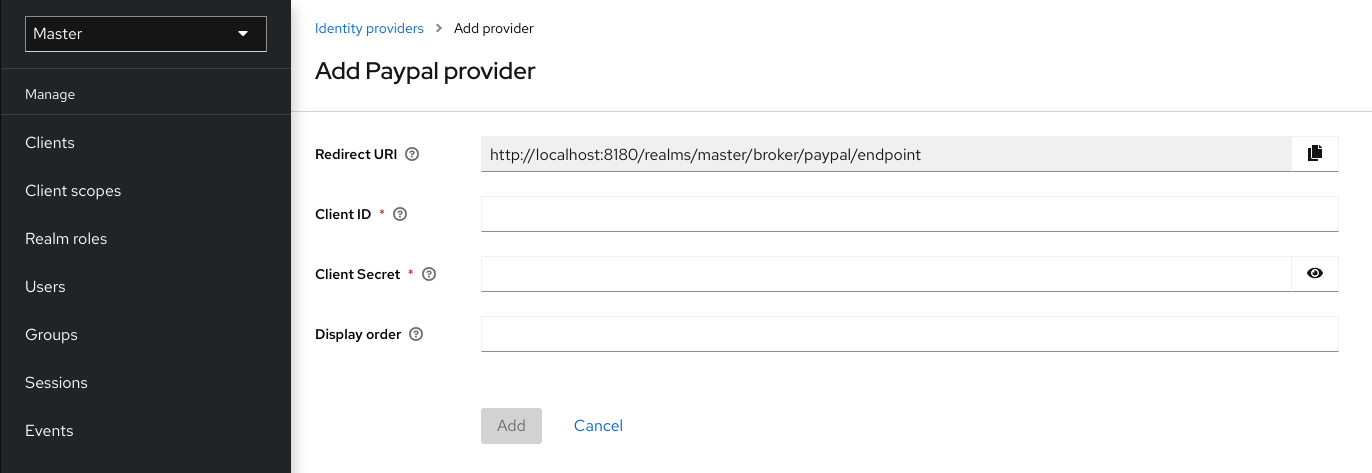 Master
Manage
Clients
Client scopes
Realm roles
Users
Groups
Sessions
Events
Identity providers > Add provider
Add Paypal provider
Redirect URI http://localhost:8180/realms/master/broker/paypal/endpoint
Client ID *
Client Secret *
Display order
Add Cancel